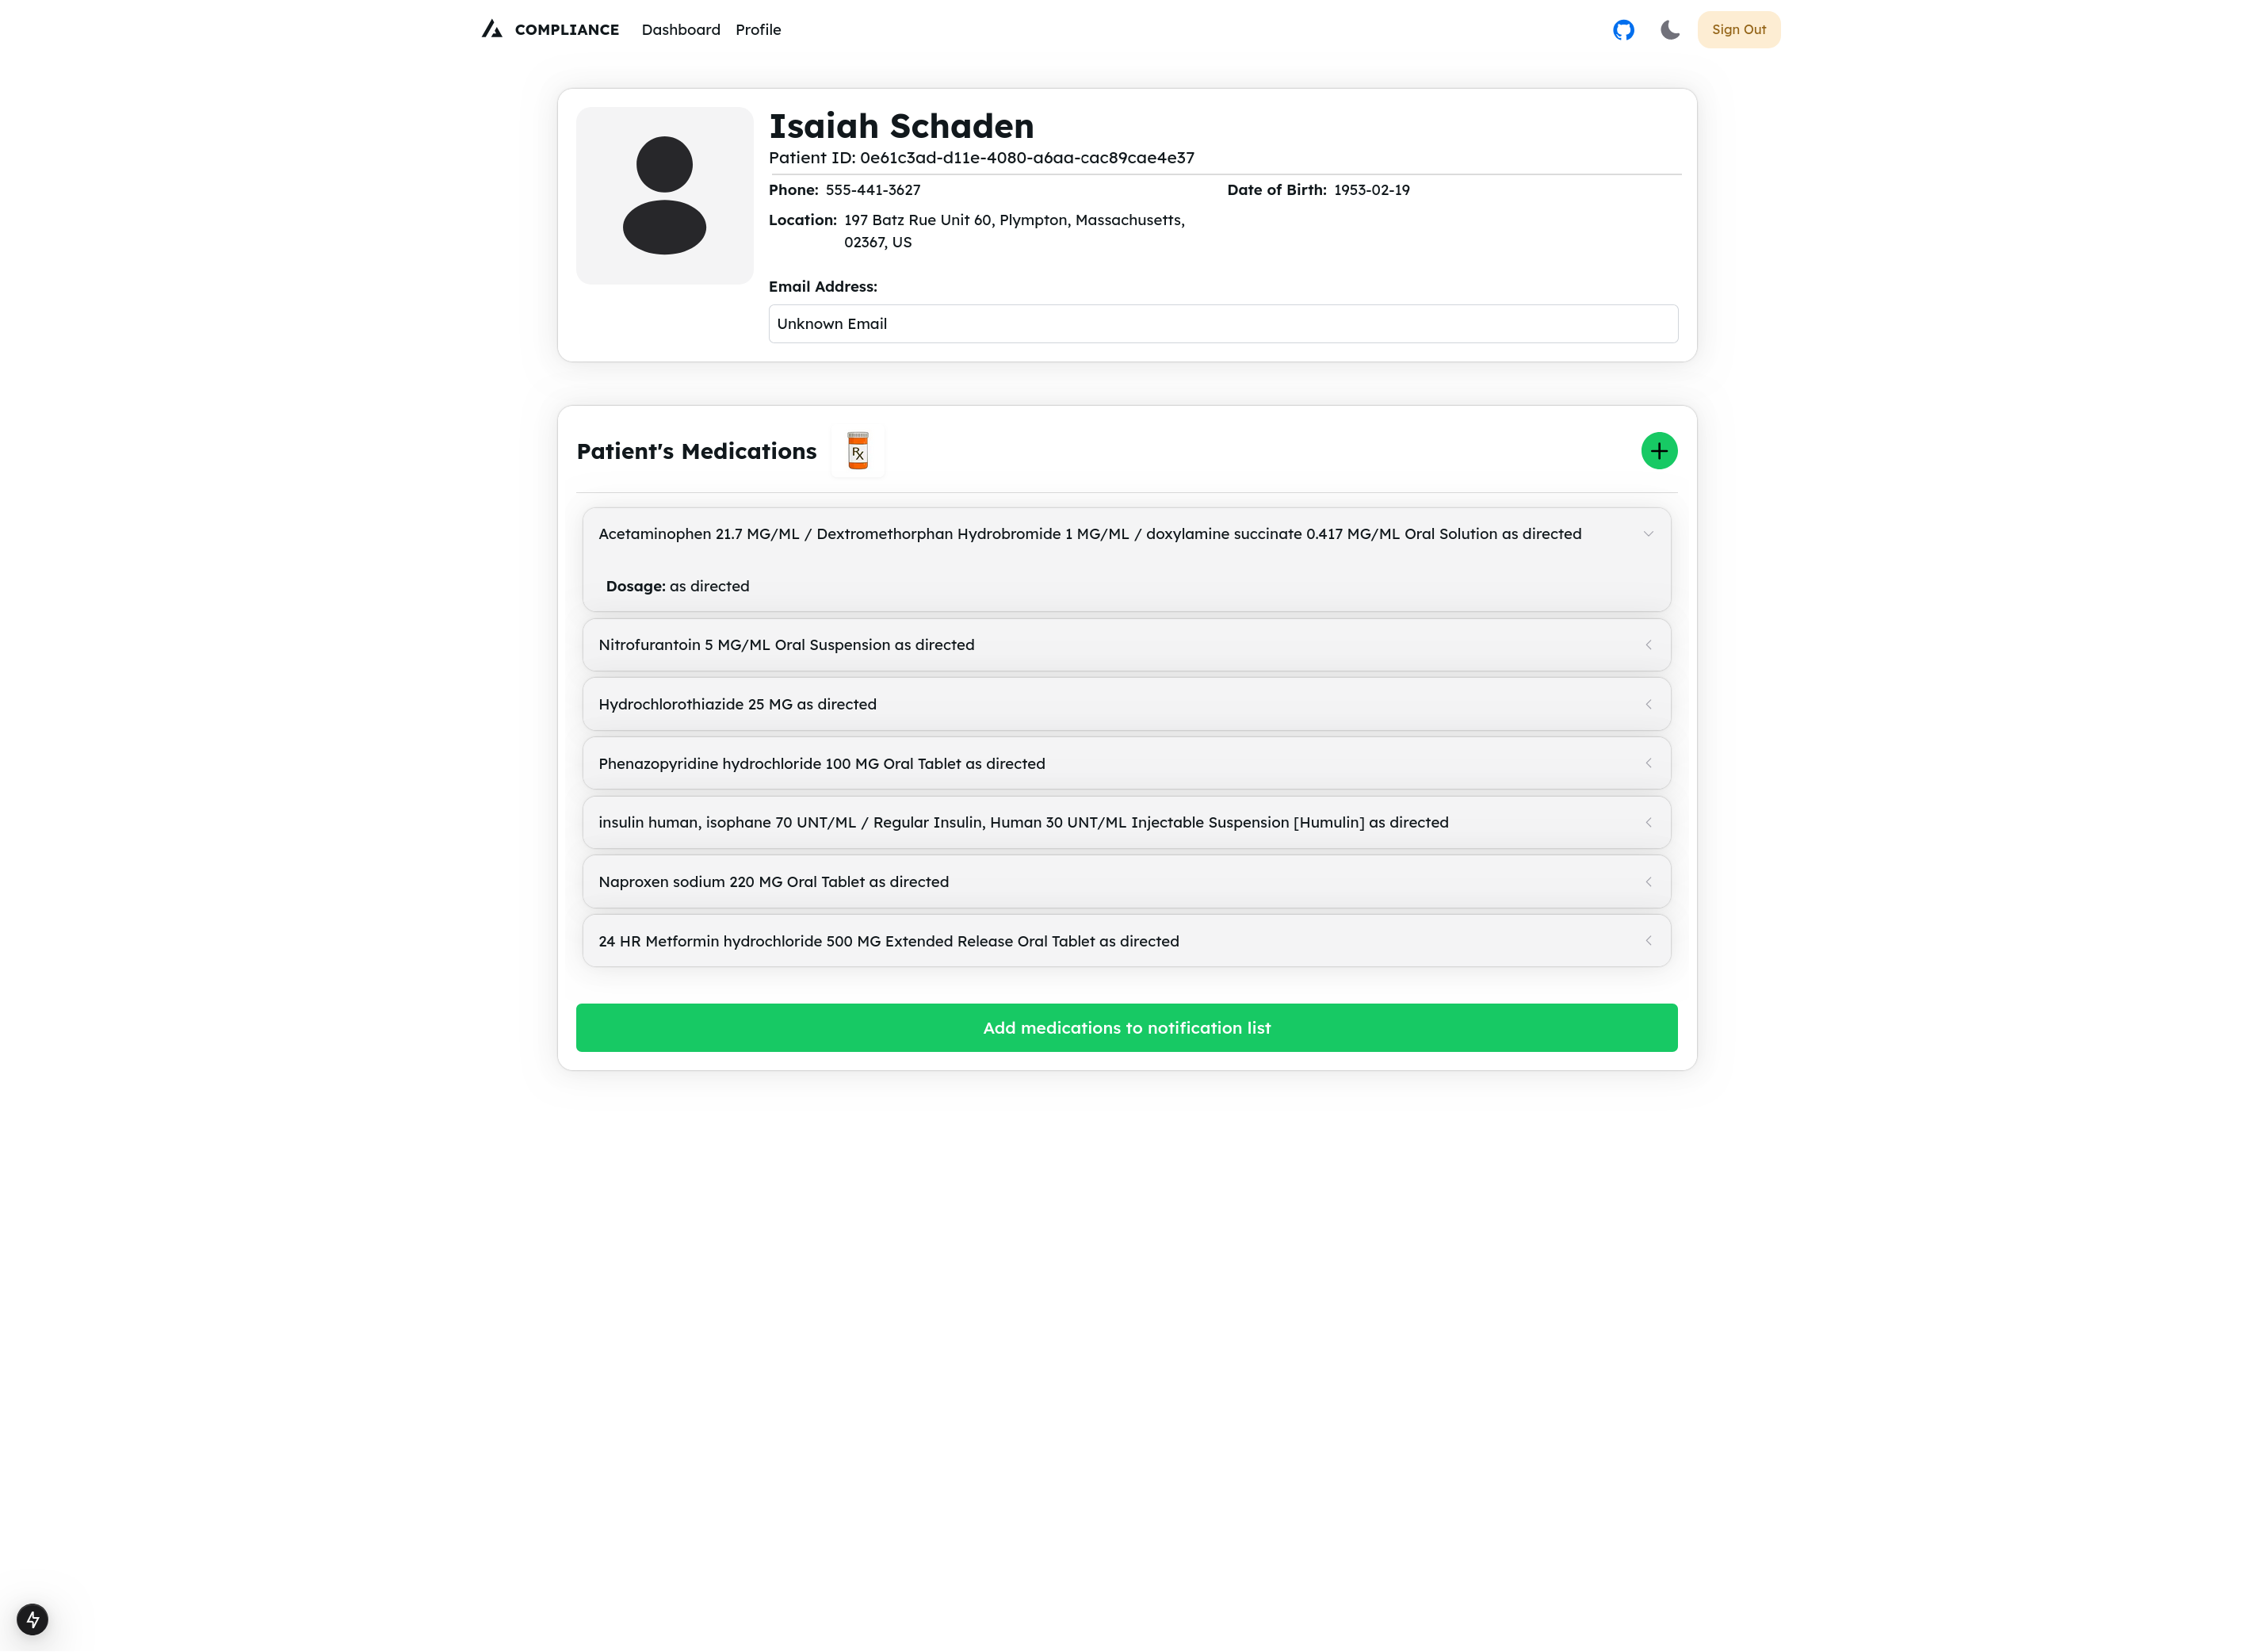 COMPLIANCE Dashboard Profile Sign Out
Isaiah Schaden
Patient ID: 0e61c3ad-d11e-4080-a6aa-cac89cae4e37
Phone: 555-441-3627 Date of Birth: 1953-02-19
Location: 197 Batz Rue Unit 60, Plympton, Massachusetts,
02367, US
Email Address:
Unknown Email
Patient's Medications Rx
Acetaminophen 21.7 MG/ML / Dextromethorphan Hydrobromide 1 MG/ML / doxylamine succinate 0.417 MG/ML Oral Solution as directed
Dosage: as directed
Nitrofurantoin 5 MG/ML Oral Suspension as directed
Hydrochlorothiazide 25 MG as directed
Phenazopyridine hydrochloride 100 MG Oral Tablet as directed
insulin human, isophane 70 UNT/ML / Regular Insulin, Human 30 UNT/ML Injectable Suspension [Humulin] as directed
Naproxen sodium 220 MG Oral Tablet as directed
24 HR Metformin hydrochloride 500 MG Extended Release Oral Tablet as directed
Add medications to notification list